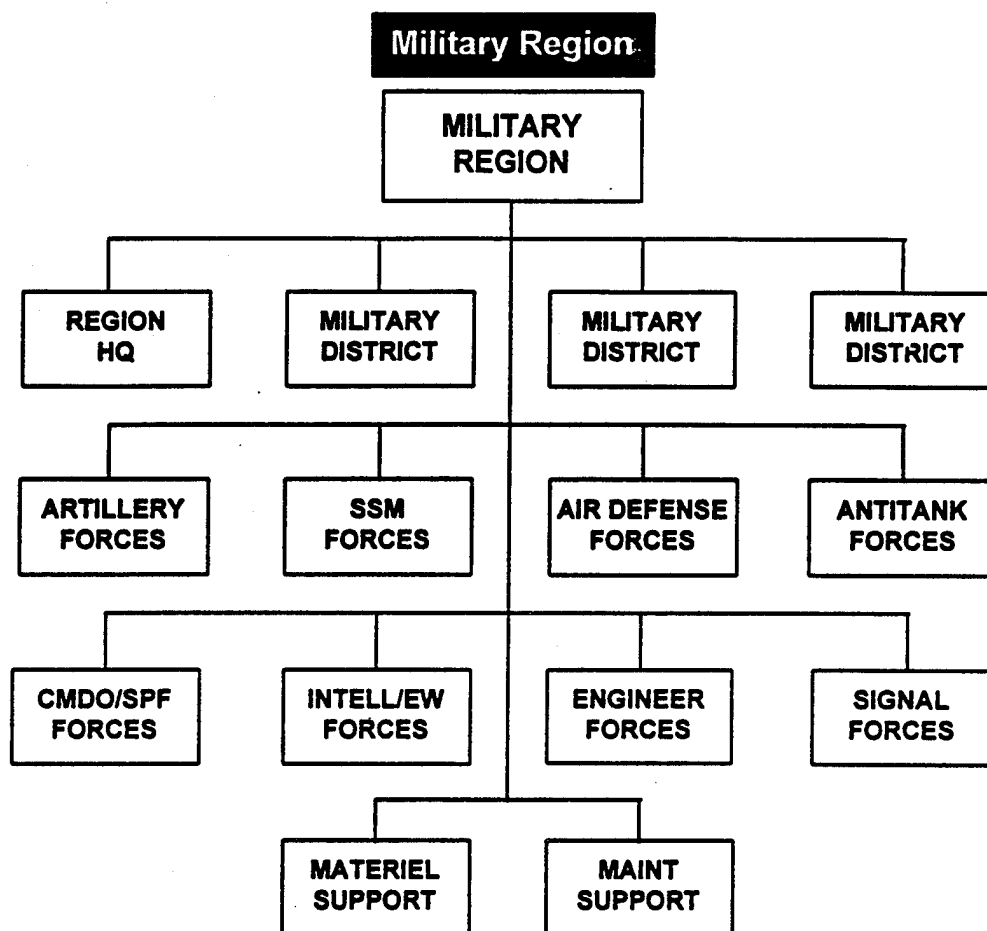 Military Region
MILITARY
REGION
REGION
HQ
MILITARY
DISTRICT
MILITARY
DISTRICT
MILITARY
DISTRICT
ARTILLERY
FORCES
SSM
FORCES
AIR DEFENSE
FORCES
ANTITANK
FORCES
CMDO/SPF
FORCES
INTELL/EW
FORCES
ENGINEER
FORCES
SIGNAL
FORCES
MATERIEL
SUPPORT
MAINT
SUPPORT